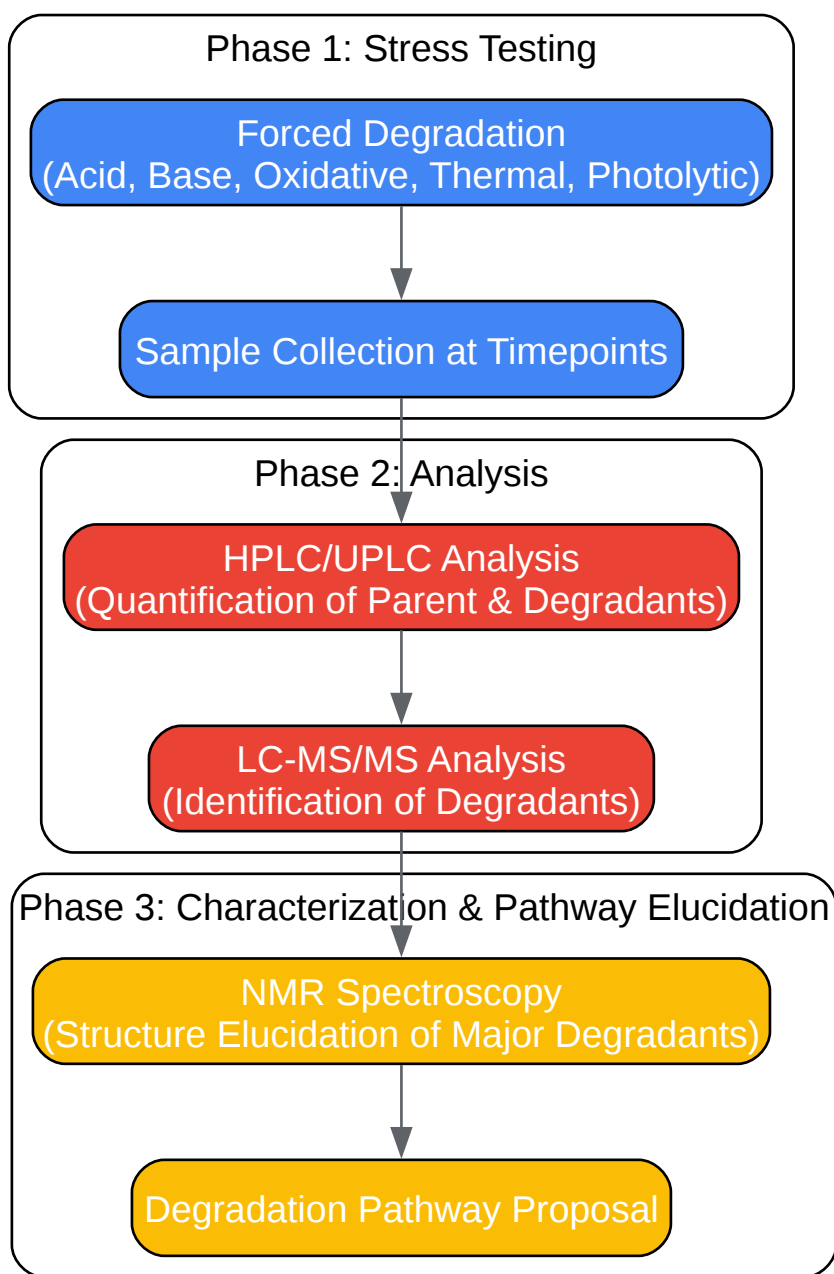 Phase 1: Stress Testing
Forced Degradation
(Acid, Base, Oxidative, Thermal, Photolytic)
Sample Collection at Timepoints
Phase 2: Analysis
HPLC/UPLC Analysis
(Quantification of Parent & Degradants)
LC-MS/MS Analysis
(Identification of Degradants)
Phase 3: Characterization & Pathway Elucidation
NMR Spectroscopy
(Structure Elucidation of Major Degradants)
Degradation Pathway Proposal